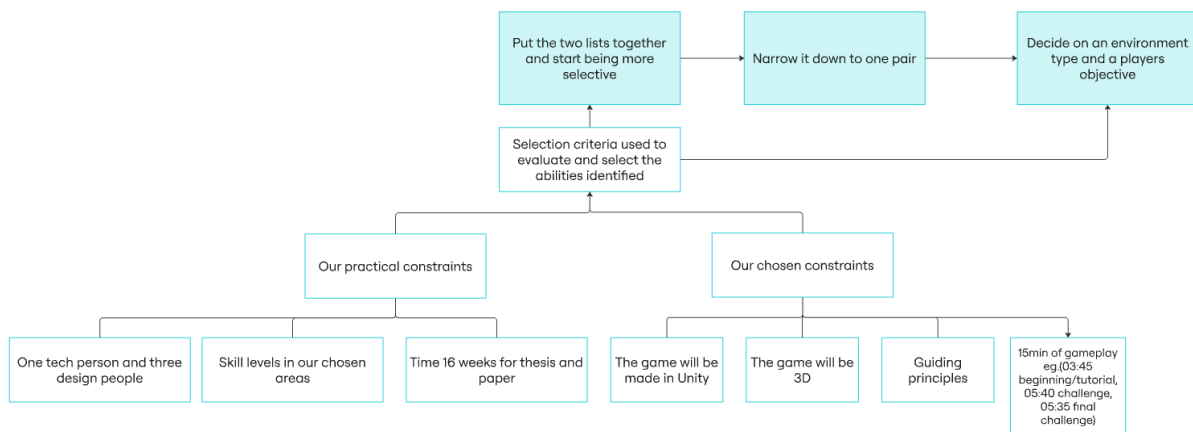 Put the two lists together
and start being more
selective
Narrow it down to one pair
Decide on an environment
type and a players
objective
Selection criteria used to
evaluate and select the
abilities identified
Our practical constraints
Our chosen constraints
One tech person and three
design people
Skill levels in our chosen
areas
Time 16 weeks for thesis and
paper
The game will be
made in Unity
The game will be
3D
Guiding
principles
15min of gameplay
eg.(03:45
beginning/tutorial,
05:40 challenge,
05:35 final
challenge)